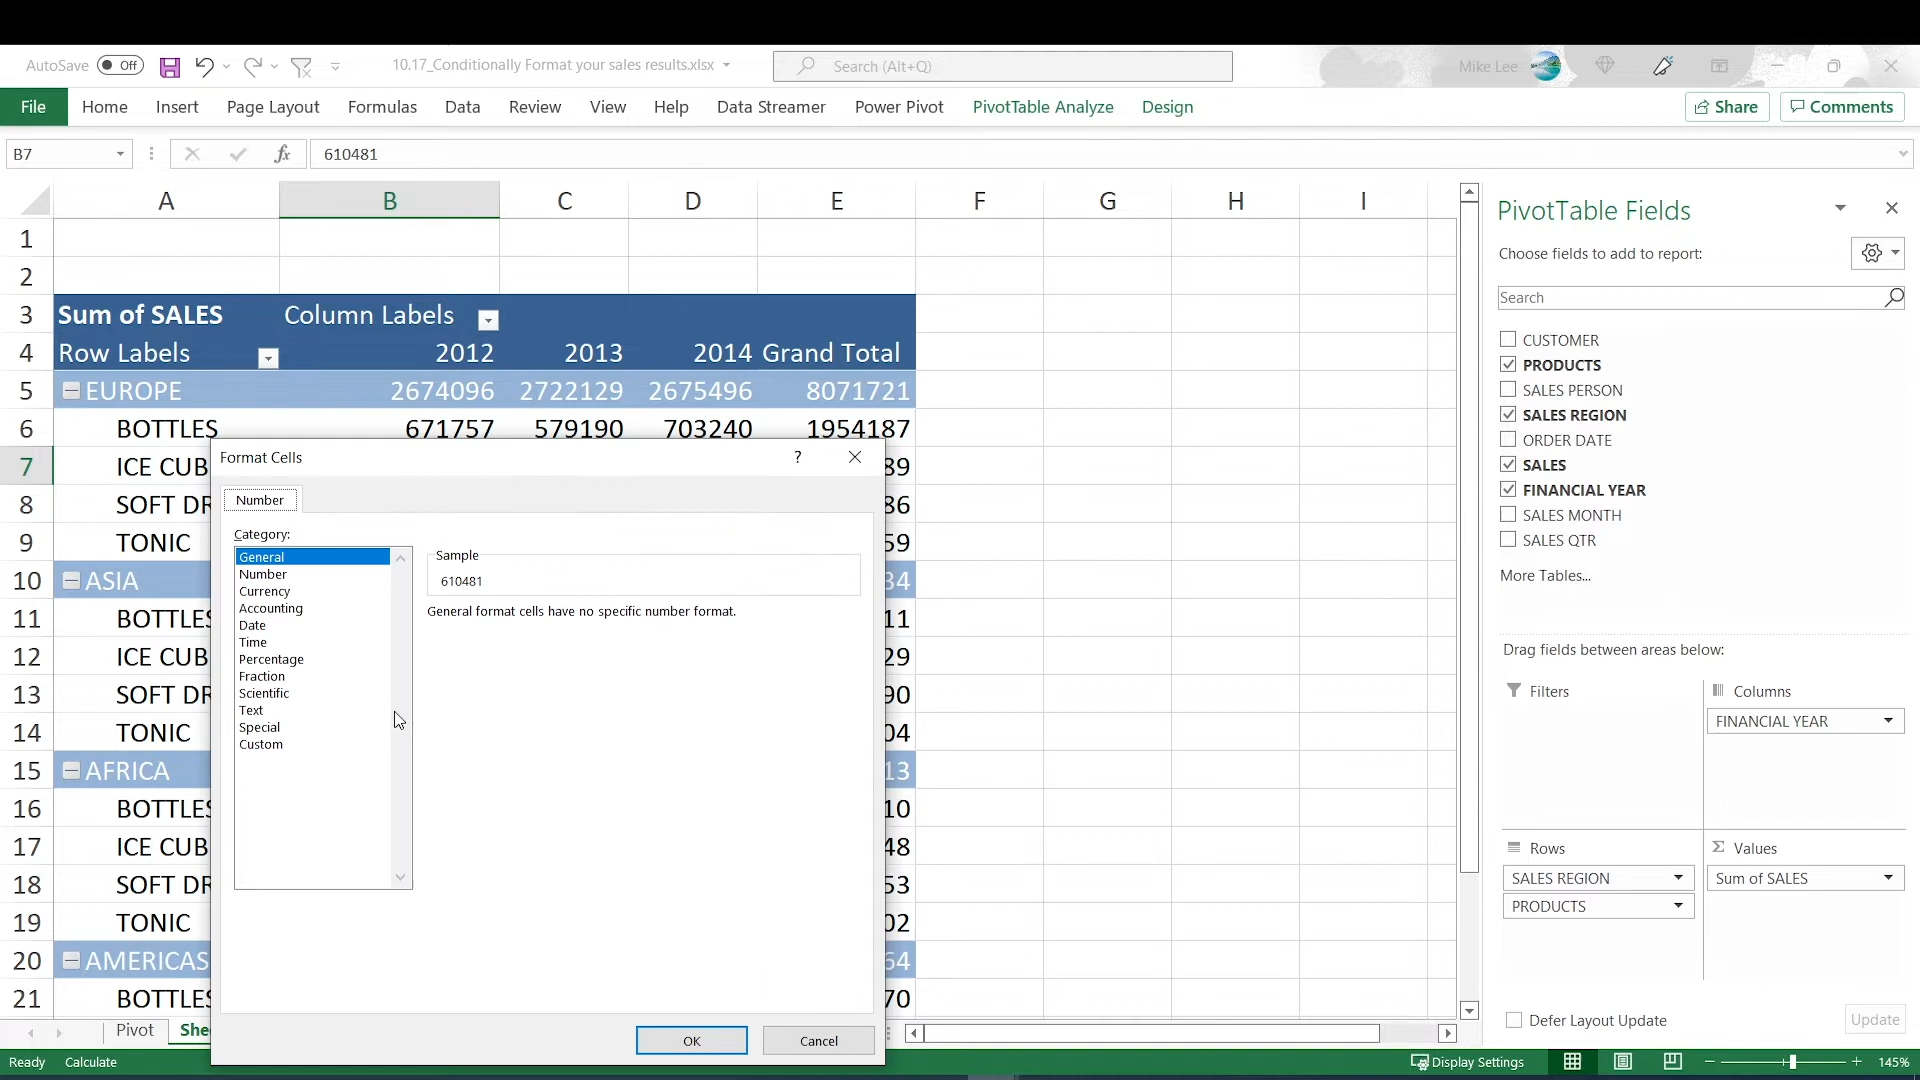 AutoSave Off 10.17_Conditionally Format your sales results.xlsx Search (Alt+Q) Mike Lee
File Home Insert Page Layout Formulas Data Review View Help Data Streamer Power Pivot PivotTable Analyze Design Share Comments
B7 fx 610481
A B C D E F G H I
1
2
3 Sum of SALES Column Labels
4 Row Labels 2012 2013 2014 Grand Total
5 EUROPE 2674096 2722129 2675496 8071721
6 BOTTLES 671757 579190 703240 1954187
7 ICE CUB 89
8 SOFT DR 86
9 TONIC 59
10 ASIA 34
11 BOTTLES 11
12 ICE CUB 29
13 SOFT DR 90
14 TONIC 04
15 AFRICA 13
16 BOTTLES 10
17 ICE CUB 48
18 SOFT DR 53
19 TONIC 02
20 AMERICAS 64
21 BOTTLES 70
Format Cells ?
Number
Category:
General
Number
Currency
Accounting
Date
Time
Percentage
Fraction
Scientific
Text
Special
Custom
Sample
610481
General format cells have no specific number format.
OK Cancel
PivotTable Fields
Choose fields to add to report:
Search
CUSTOMER
PRODUCTS
SALES PERSON
SALES REGION
ORDER DATE
SALES
FINANCIAL YEAR
SALES MONTH
SALES QTR
More Tables...
Drag fields between areas below:
Filters Columns
FINANCIAL YEAR
Rows Σ Values
SALES REGION Sum of SALES
PRODUCTS
Defer Layout Update Update
Pivot She
Ready Calculate Display Settings 145%